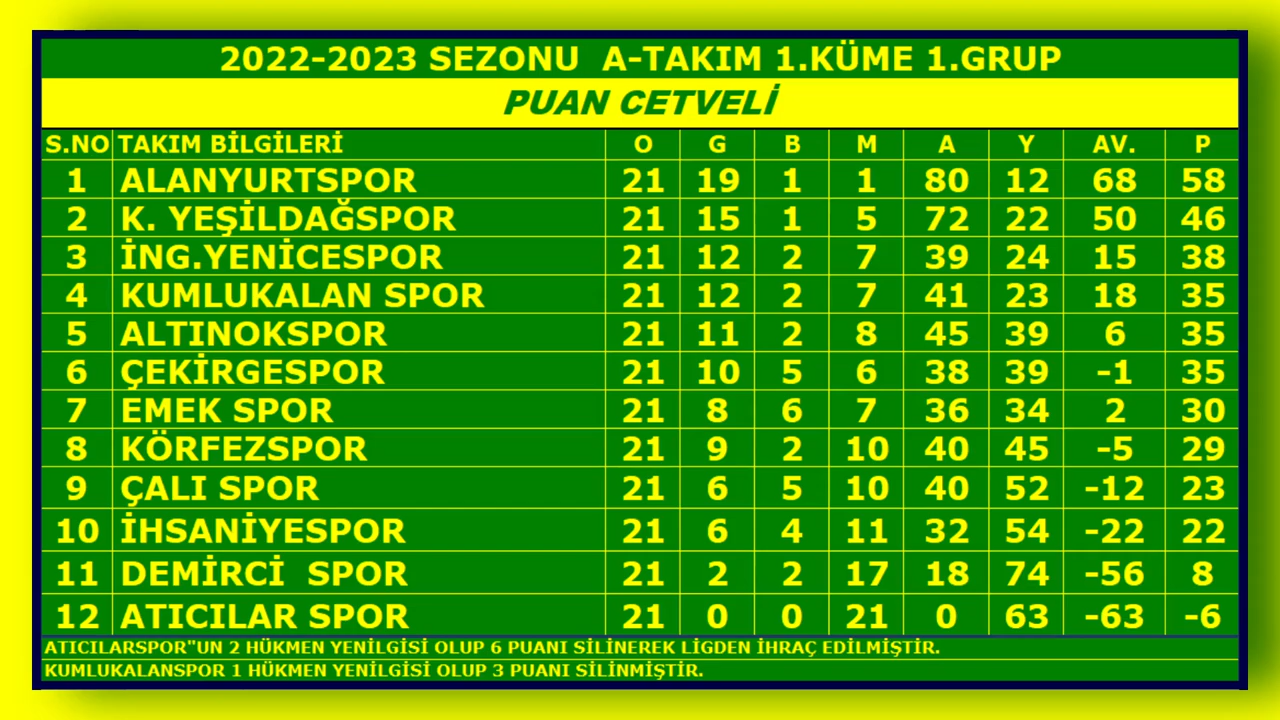 2022-2023 SEZONU A-TAKIM 1.KÜME 1.GRUP
PUAN CETVELİ
S.NO TAKIM BİLGİLERİ O G B M A Y AV. P
1 ALANYURTSPOR 21 19 1 1 80 12 68 58
2 K. YEŞİLDAĞSPOR 21 15 1 5 72 22 50 46
3 İNG.YENİCESPOR 21 12 2 7 39 24 15 38
4 KUMLUKALAN SPOR 21 12 2 7 41 23 18 35
5 ALTINOKSPOR 21 11 2 8 45 39 6 35
6 ÇEKİRGESPOR 21 10 5 6 38 39 -1 35
7 EMEK SPOR 21 8 6 7 36 34 2 30
8 KÖRFEZSPOR 21 9 2 10 40 45 -5 29
9 ÇALI SPOR 21 6 5 10 40 52 -12 23
10 İHSANİYESPOR 21 6 4 11 32 54 -22 22
11 DEMİRCİ SPOR 21 2 2 17 18 74 -56 8
12 ATICILAR SPOR 21 0 0 21 0 63 -63 -6
ATICILARSPOR"UN 2 HÜKMEN YENİLGİSİ OLUP 6 PUANI SİLİNEREK LİGDEN İHRAÇ EDİLMİŞTİR.
KUMLUKALANSPOR 1 HÜKMEN YENİLGİSİ OLUP 3 PUANI SİLİNMİŞTİR.